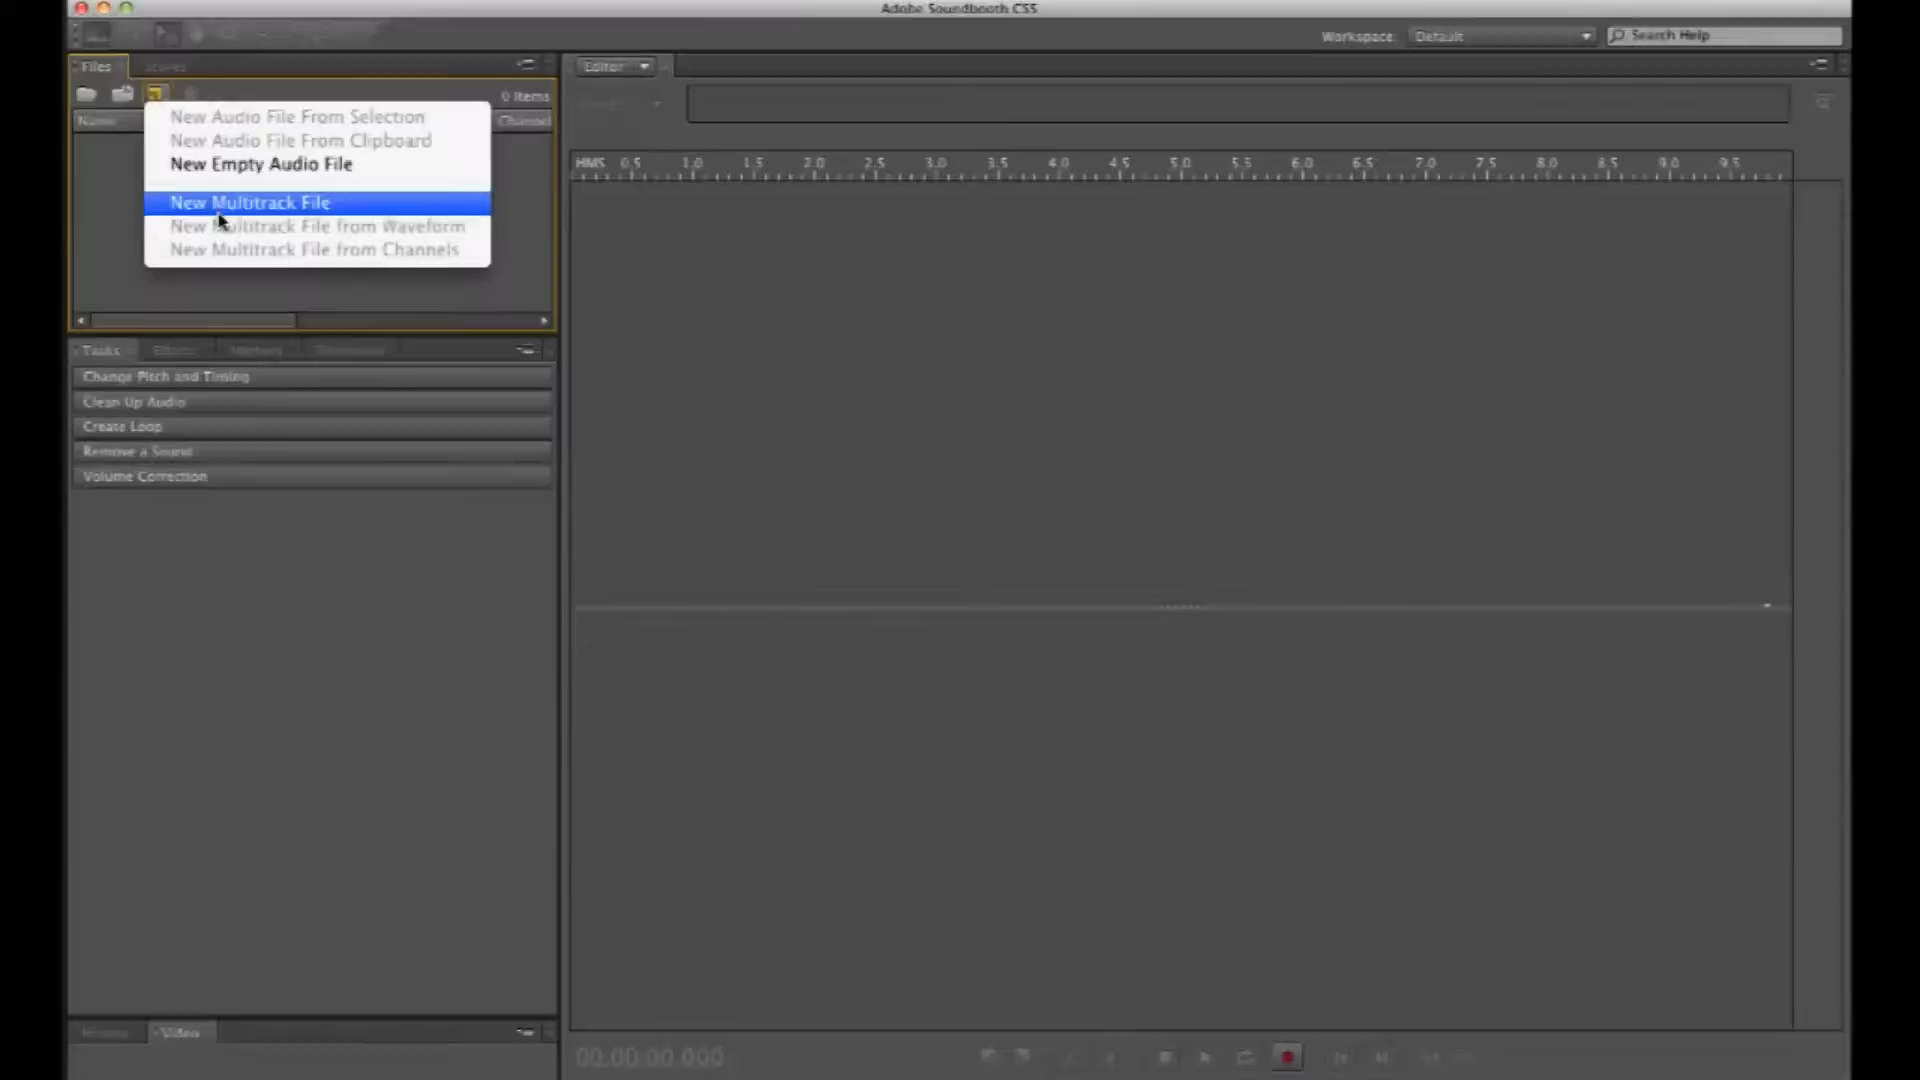 Adobe Soundbooth CS5
Workspace: Default
Search Help
Files
Scores
Editor
0 Items
Name
Channel
New Audio File From Selection
New Audio File From Clipboard
New Empty Audio File
New Multitrack File
New Multitrack File from Waveform
New Multitrack File from Channels
HMS 0.5 1.0 1.5 2.0 2.5 3.0 3.5 4.0 4.5 5.0 5.5 6.0 6.5 7.0 7.5 8.0 8.5 9.0 9.5
Tasks
Effects
Markers
Change Pitch and Timing
Clean Up Audio
Create Loop
Remove a Sound
Volume Correction
History
Video
00:00:00.000